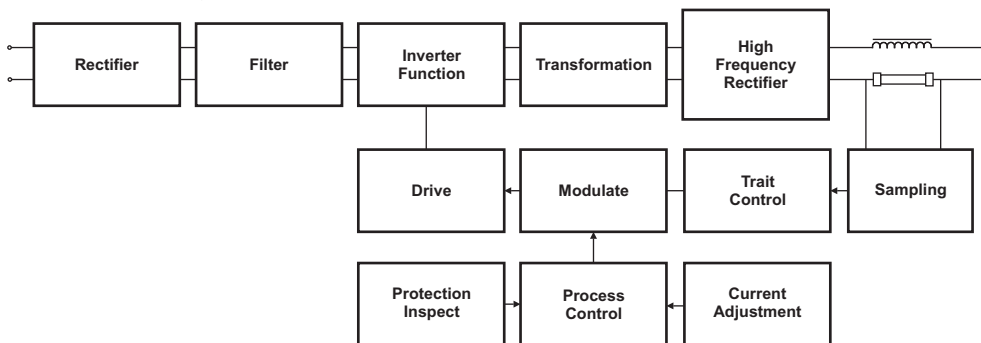 Rectifier
Filter
Inverter
Function
Transformation
High
Frequency
Rectifier
Drive
Modulate
Trait
Control
Sampling
Protection
Inspect
Process
Control
Current
Adjustment